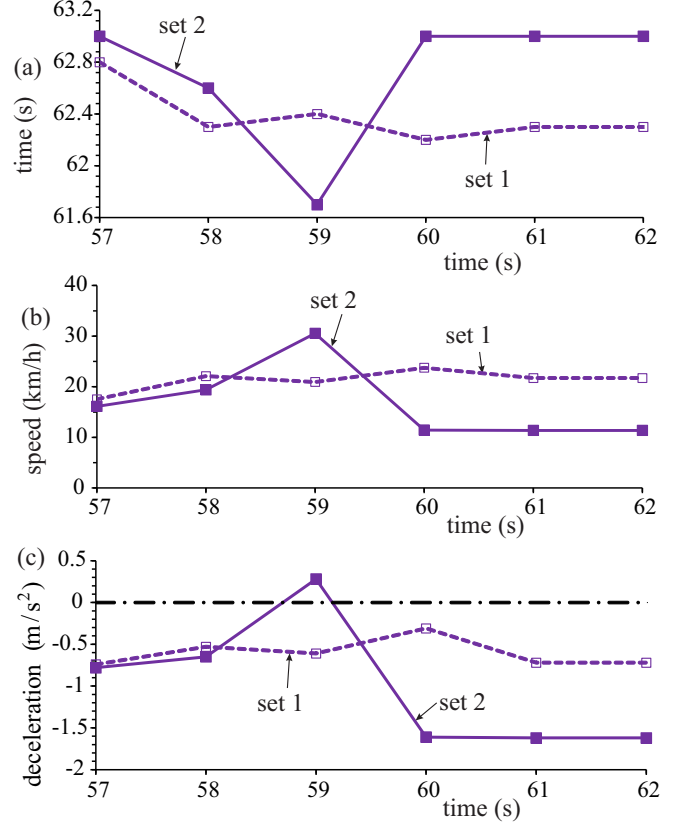 (a)
time (s)
63.2
62.8
62.4
62
61.6
set 2
set 1
57 58 59 60 61 62
time (s)
(b)
speed (km/h)
40
30
20
10
0
set 2
set 1
57 58 59 60 61 62
time (s)
(c)
deceleration (m/s²)
0.5
0
-0.5
-1
-1.5
-2
set 1
set 2
57 58 59 60 61 62
time (s)